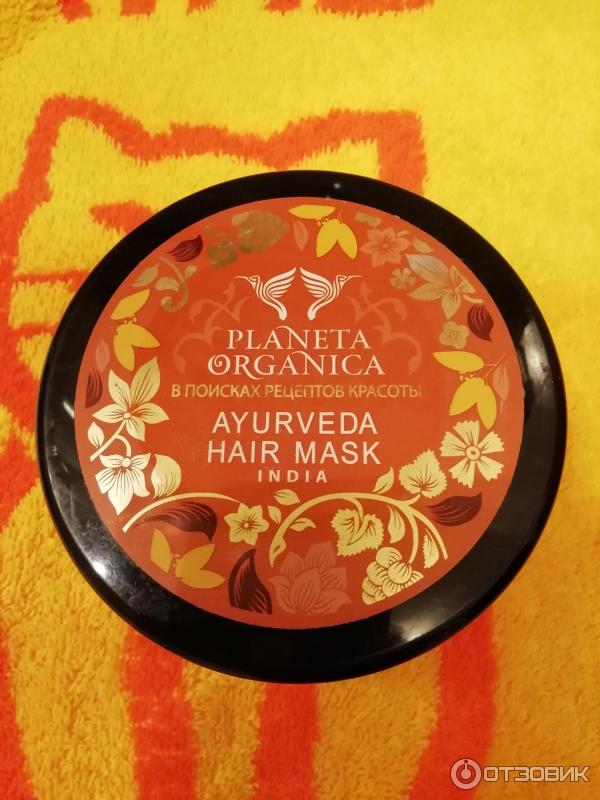 PLANETA
ORGANICA
В ПОИСКАХ РЕЦЕПТОВ КРАСОТЫ
AYURVEDA
HAIR MASK
INDIA
ОТЗОВИК